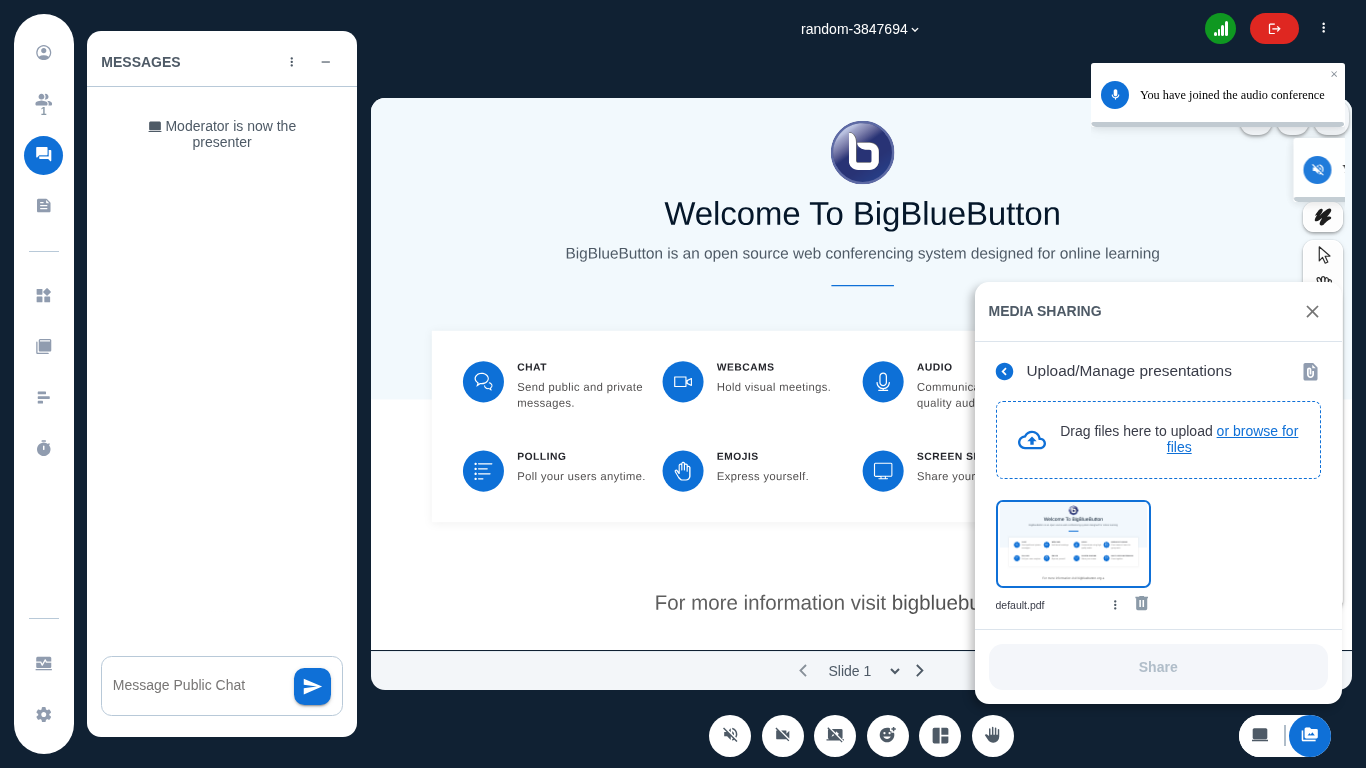 random-3847694
MESSAGES
1
Moderator is now the
presenter
Message Public Chat
You have joined the audio conference
Welcome To BigBlueButton
BigBlueButton is an open source web conferencing system designed for online learning
CHAT
Send public and private
messages.
WEBCAMS
Hold visual meetings.
AUDIO
Communica
quality aud
POLLING
Poll your users anytime.
EMOJIS
Express yourself.
SCREEN S
Share your
For more information visit bigbluebu
Slide 1
MEDIA SHARING
Upload/Manage presentations
Drag files here to upload or browse for
files
Welcome To BigBlueButton
default.pdf
Share